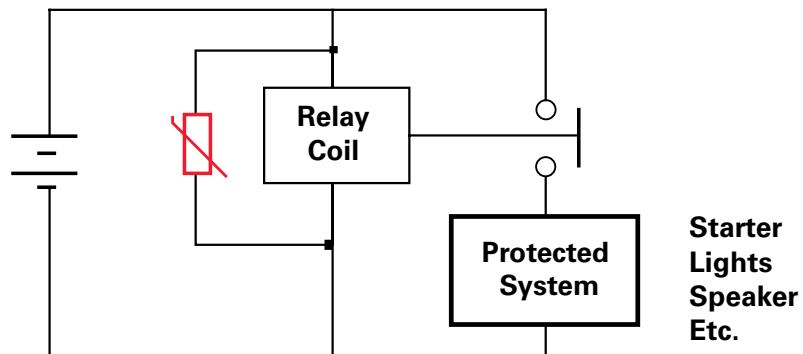 Relay
Coil
Protected
System
Starter
Lights
Speaker
Etc.